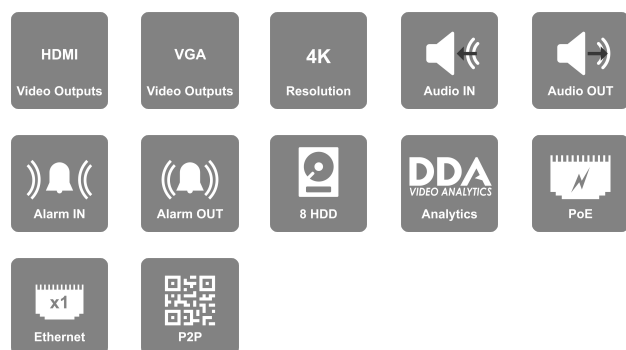 HDMI
Video Outputs
VGA
Video Outputs
4K
Resolution
Audio IN
Audio OUT
Alarm IN
Alarm OUT
8 HDD
DDA
VIDEO ANALYTICS
Analytics
PoE
x1
Ethernet
P2P